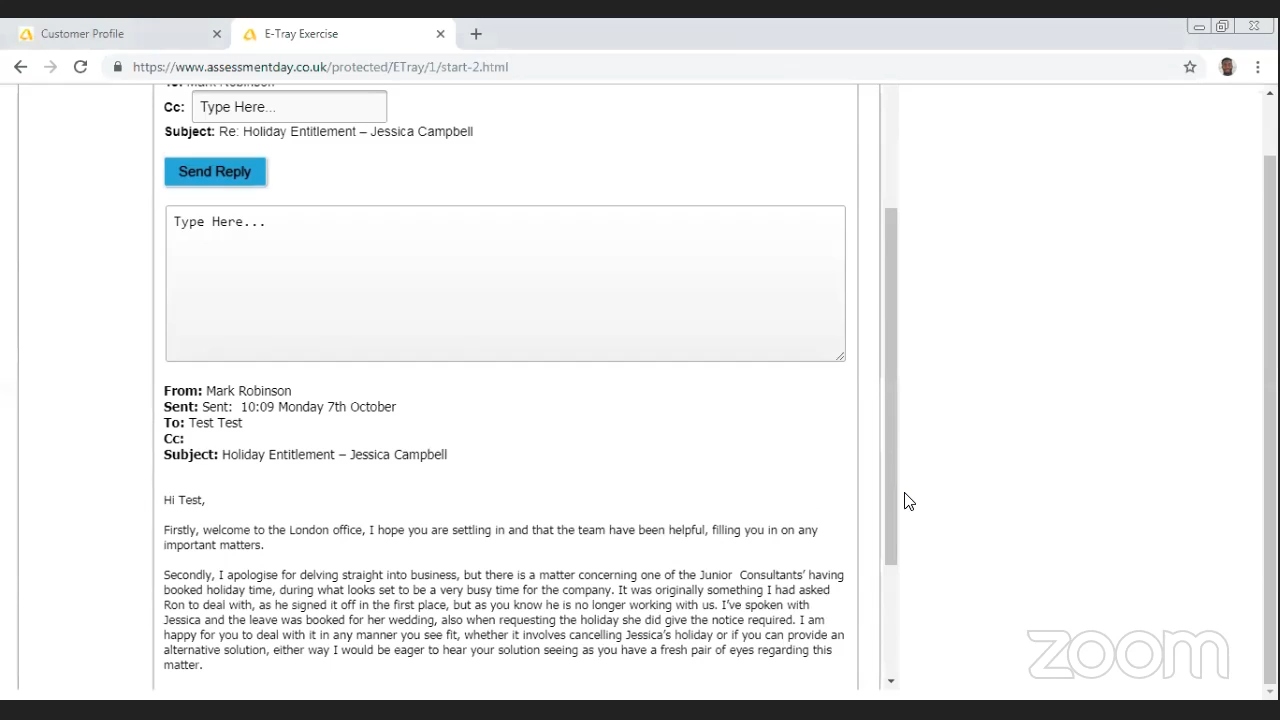 Customer Profile
E-Tray Exercise
https://www.assessmentday.co.uk/protected/ETray/1/start-2.html
To: Mark Robinson
Cc: Type Here...
Subject: Re: Holiday Entitlement – Jessica Campbell
Send Reply
Type Here...
From: Mark Robinson
Sent: Sent: 10:09 Monday 7th October
To: Test Test
Cc:
Subject: Holiday Entitlement – Jessica Campbell
Hi Test,
Firstly, welcome to the London office, I hope you are settling in and that the team have been helpful, filling you in on any
important matters.
Secondly, I apologise for delving straight into business, but there is a matter concerning one of the Junior Consultants’ having
booked holiday time, during what looks set to be a very busy time for the company. It was originally something I had asked
Ron to deal with, as he signed it off in the first place, but as you know he is no longer working with us. I’ve spoken with
Jessica and the leave was booked for her wedding, also when requesting the holiday she did give the notice required. I am
happy for you to deal with it in any manner you see fit, whether it involves cancelling Jessica’s holiday or if you can provide an
alternative solution, either way I would be eager to hear your solution seeing as you have a fresh pair of eyes regarding this
matter.
zoom